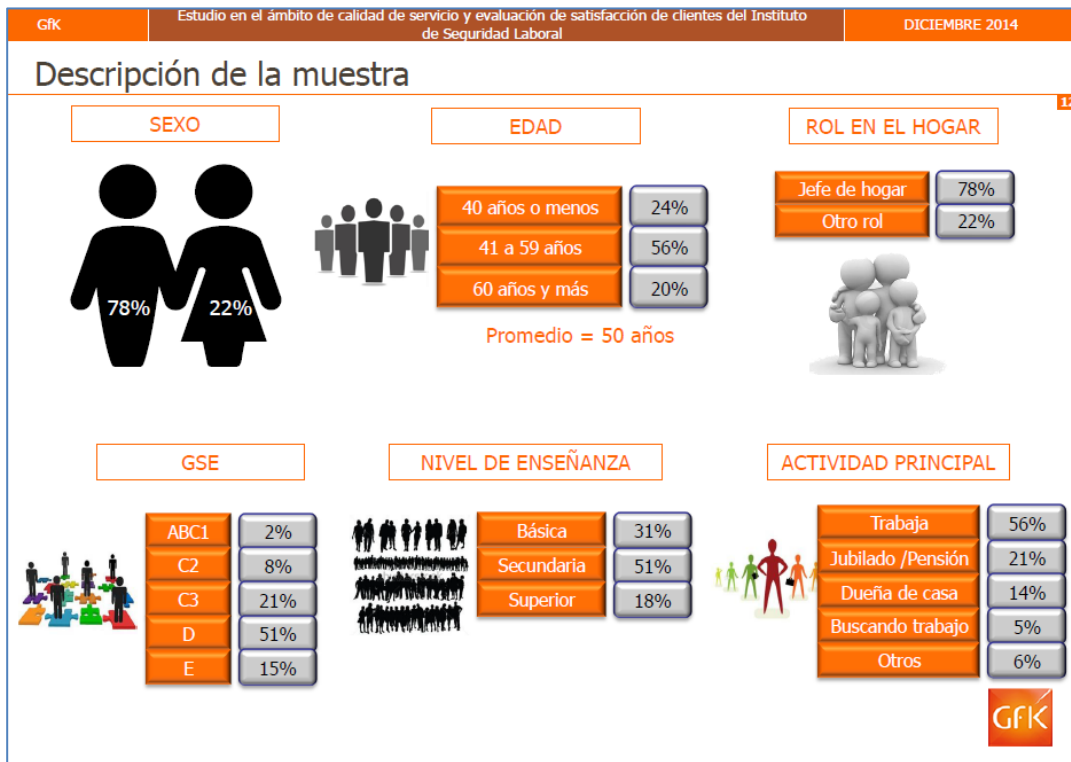 GfK
Estudio en el ámbito de calidad de servicio y evaluación de satisfacción de clientes del Instituto
de Seguridad Laboral
DICIEMBRE 2014
Descripción de la muestra
12
SEXO
78%
22%
EDAD
40 años o menos 24%
41 a 59 años 56%
60 años y más 20%
Promedio = 50 años
ROL EN EL HOGAR
Jefe de hogar 78%
Otro rol 22%
GSE
ABC1 2%
C2 8%
C3 21%
D 51%
E 15%
NIVEL DE ENSEÑANZA
Básica 31%
Secundaria 51%
Superior 18%
ACTIVIDAD PRINCIPAL
Trabaja 56%
Jubilado /Pensión 21%
Dueña de casa 14%
Buscando trabajo 5%
Otros 6%
GfK